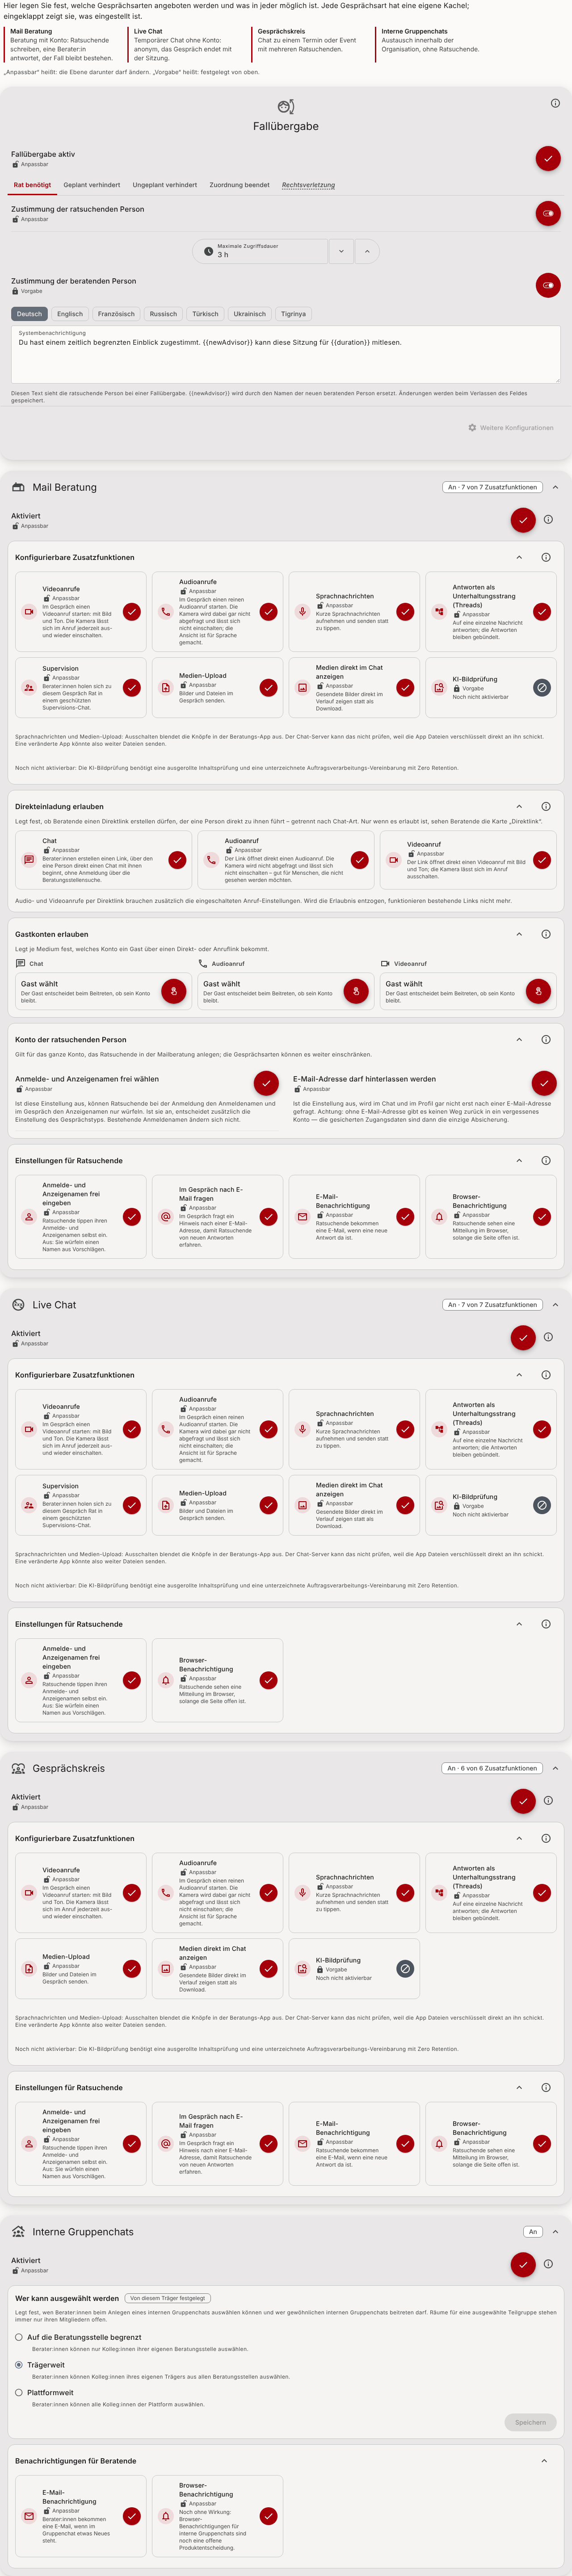 Hier legen Sie fest, welche Gesprächsarten angeboten werden und was in jeder möglich ist. Jede Gesprächsart hat eine eigene Kachel;
eingeklappt zeigt sie, was eingestellt ist.
Mail Beratung
Beratung mit Konto: Ratsuchende
schreiben, eine Berater:in
antwortet, der Fall bleibt bestehen.
Live Chat
Temporärer Chat ohne Konto:
anonym, das Gespräch endet mit
der Sitzung.
Gesprächskreis
Chat zu einem Termin oder Event
mit mehreren Ratsuchenden.
Interne Gruppenchats
Austausch innerhalb der
Organisation, ohne Ratsuchende.
„Anpassbar" heißt: die Ebene darunter darf ändern. „Vorgabe" heißt: festgelegt von oben.
Fallübergabe
Fallübergabe aktiv
Anpassbar
Rat benötigt
Geplant verhindert
Ungeplant verhindert
Zuordnung beendet
Rechtsverletzung
Zustimmung der ratsuchenden Person
Anpassbar
Maximale Zugriffsdauer
3 h
Zustimmung der beratenden Person
Vorgabe
Deutsch
Englisch
Französisch
Russisch
Türkisch
Ukrainisch
Tigrinya
Systembenachrichtigung
Du hast einem zeitlich begrenzten Einblick zugestimmt. {{newAdvisor}} kann diese Sitzung für {{duration}} mitlesen.
Diesen Text sieht die ratsuchende Person bei einer Fallübergabe. {{newAdvisor}} wird durch den Namen der neuen beratenden Person ersetzt. Änderungen werden beim Verlassen des Feldes
gespeichert.
Weitere Konfigurationen
Mail Beratung
An · 7 von 7 Zusatzfunktionen
Aktiviert
Anpassbar
Konfigurierbare Zusatzfunktionen
Videoanrufe
Anpassbar
Im Gespräch einen
Videoanruf starten: mit Bild
und Ton. Die Kamera lässt
sich im Anruf jederzeit aus-
und wieder einschalten.
Audioanrufe
Anpassbar
Im Gespräch einen reinen
Audioanruf starten. Die
Kamera wird dabei gar nicht
abgefragt und lässt sich
nicht einschalten; die
Ansicht ist für Sprache
gemacht.
Sprachnachrichten
Anpassbar
Kurze Sprachnachrichten
aufnehmen und senden statt
zu tippen.
Antworten als
Unterhaltungsstrang
(Threads)
Anpassbar
Auf eine einzelne Nachricht
antworten; die Antworten
bleiben gebündelt.
Supervision
Anpassbar
Berater:innen holen sich zu
diesem Gespräch Rat in
einem geschützten
Supervisions-Chat.
Medien-Upload
Anpassbar
Bilder und Dateien im
Gespräch senden.
Medien direkt im Chat
anzeigen
Anpassbar
Gesendete Bilder direkt im
Verlauf zeigen statt als
Download.
KI-Bildprüfung
Vorgabe
Noch nicht aktivierbar
Sprachnachrichten und Medien-Upload: Ausschalten blendet die Knöpfe in der Beratungs-App aus. Der Chat-Server kann das nicht prüfen, weil die App Dateien verschlüsselt direkt an ihn schickt.
Eine veränderte App könnte also weiter Dateien senden.
Noch nicht aktivierbar: Die KI-Bildprüfung benötigt eine ausgerollte Inhaltsprüfung und eine unterzeichnete Auftragsverarbeitungs-Vereinbarung mit Zero Retention.
Direkteinladung erlauben
Legt fest, ob Beratende einen Direktlink erstellen dürfen, der eine Person direkt zu ihnen führt – getrennt nach Chat-Art. Nur wenn es erlaubt ist, sehen Beratende die Karte „Direktlink".
Chat
Anpassbar
Berater:innen erstellen einen Link, über den
eine Person direkt einen Chat mit ihnen
beginnt, ohne Anmeldung über die
Beratungsstellensuche.
Audioanruf
Anpassbar
Der Link öffnet direkt einen Audioanruf. Die
Kamera wird nicht abgefragt und lässt sich
nicht einschalten – gut für Menschen, die nicht
gesehen werden möchten.
Videoanruf
Anpassbar
Der Link öffnet direkt einen Videoanruf mit Bild
und Ton; die Kamera lässt sich im Anruf
ausschalten.
Audio- und Videoanrufe per Direktlink brauchen zusätzlich die eingeschalteten Anruf-Einstellungen. Wird die Erlaubnis entzogen, funktionieren bestehende Links nicht mehr.
Gastkonten erlauben
Legt je Medium fest, welches Konto ein Gast über einen Direkt- oder Anruflink bekommt.
Chat
Audioanruf
Videoanruf
Gast wählt
Der Gast entscheidet beim Beitreten, ob sein Konto
bleibt.
Gast wählt
Der Gast entscheidet beim Beitreten, ob sein Konto
bleibt.
Gast wählt
Der Gast entscheidet beim Beitreten, ob sein Konto
bleibt.
Konto der ratsuchenden Person
Gilt für das ganze Konto, das Ratsuchende in der Mailberatung anlegen; die Gesprächsarten können es weiter einschränken.
Anmelde- und Anzeigenamen frei wählen
Anpassbar
Ist diese Einstellung aus, können Ratsuchende bei der Anmeldung den Anmeldenamen und
im Gespräch den Anzeigenamen nur würfeln. Ist sie an, entscheidet zusätzlich die
Einstellung des Gesprächstyps. Bestehende Anmeldenamen ändern sich nicht.
E-Mail-Adresse darf hinterlassen werden
Anpassbar
Ist die Einstellung aus, wird im Chat und im Profil gar nicht erst nach einer E-Mail-Adresse
gefragt. Achtung: ohne E-Mail-Adresse gibt es keinen Weg zurück in ein vergessenes
Konto — die gesicherten Zugangsdaten sind dann die einzige Absicherung.
Einstellungen für Ratsuchende
Anmelde- und
Anzeigenamen frei
eingeben
Anpassbar
Ratsuchende tippen ihren
Anmelde- und
Anzeigenamen selbst ein.
Aus: Sie würfeln einen
Namen aus Vorschlägen.
Im Gespräch nach E-
Mail fragen
Anpassbar
Im Gespräch fragt ein
Hinweis nach einer E-Mail-
Adresse, damit Ratsuchende
von neuen Antworten
erfahren.
E-Mail-
Benachrichtigung
Anpassbar
Ratsuchende bekommen
eine E-Mail, wenn eine neue
Antwort da ist.
Browser-
Benachrichtigung
Anpassbar
Ratsuchende sehen eine
Mitteilung im Browser,
solange die Seite offen ist.
Live Chat
An · 7 von 7 Zusatzfunktionen
Aktiviert
Anpassbar
Konfigurierbare Zusatzfunktionen
Videoanrufe
Anpassbar
Im Gespräch einen
Videoanruf starten: mit Bild
und Ton. Die Kamera lässt
sich im Anruf jederzeit aus-
und wieder einschalten.
Audioanrufe
Anpassbar
Im Gespräch einen reinen
Audioanruf starten. Die
Kamera wird dabei gar nicht
abgefragt und lässt sich
nicht einschalten; die
Ansicht ist für Sprache
gemacht.
Sprachnachrichten
Anpassbar
Kurze Sprachnachrichten
aufnehmen und senden statt
zu tippen.
Antworten als
Unterhaltungsstrang
(Threads)
Anpassbar
Auf eine einzelne Nachricht
antworten; die Antworten
bleiben gebündelt.
Supervision
Anpassbar
Berater:innen holen sich zu
diesem Gespräch Rat in
einem geschützten
Supervisions-Chat.
Medien-Upload
Anpassbar
Bilder und Dateien im
Gespräch senden.
Medien direkt im Chat
anzeigen
Anpassbar
Gesendete Bilder direkt im
Verlauf zeigen statt als
Download.
KI-Bildprüfung
Vorgabe
Noch nicht aktivierbar
Sprachnachrichten und Medien-Upload: Ausschalten blendet die Knöpfe in der Beratungs-App aus. Der Chat-Server kann das nicht prüfen, weil die App Dateien verschlüsselt direkt an ihn schickt.
Eine veränderte App könnte also weiter Dateien senden.
Noch nicht aktivierbar: Die KI-Bildprüfung benötigt eine ausgerollte Inhaltsprüfung und eine unterzeichnete Auftragsverarbeitungs-Vereinbarung mit Zero Retention.
Einstellungen für Ratsuchende
Anmelde- und
Anzeigenamen frei
eingeben
Anpassbar
Ratsuchende tippen ihren
Anmelde- und
Anzeigenamen selbst ein.
Aus: Sie würfeln einen
Namen aus Vorschlägen.
Browser-
Benachrichtigung
Anpassbar
Ratsuchende sehen eine
Mitteilung im Browser,
solange die Seite offen ist.
Gesprächskreis
An · 6 von 6 Zusatzfunktionen
Aktiviert
Anpassbar
Konfigurierbare Zusatzfunktionen
Videoanrufe
Anpassbar
Im Gespräch einen
Videoanruf starten: mit Bild
und Ton. Die Kamera lässt
sich im Anruf jederzeit aus-
und wieder einschalten.
Audioanrufe
Anpassbar
Im Gespräch einen reinen
Audioanruf starten. Die
Kamera wird dabei gar nicht
abgefragt und lässt sich
nicht einschalten; die
Ansicht ist für Sprache
gemacht.
Sprachnachrichten
Anpassbar
Kurze Sprachnachrichten
aufnehmen und senden statt
zu tippen.
Antworten als
Unterhaltungsstrang
(Threads)
Anpassbar
Auf eine einzelne Nachricht
antworten; die Antworten
bleiben gebündelt.
Medien-Upload
Anpassbar
Bilder und Dateien im
Gespräch senden.
Medien direkt im Chat
anzeigen
Anpassbar
Gesendete Bilder direkt im
Verlauf zeigen statt als
Download.
KI-Bildprüfung
Vorgabe
Noch nicht aktivierbar
Sprachnachrichten und Medien-Upload: Ausschalten blendet die Knöpfe in der Beratungs-App aus. Der Chat-Server kann das nicht prüfen, weil die App Dateien verschlüsselt direkt an ihn schickt.
Eine veränderte App könnte also weiter Dateien senden.
Noch nicht aktivierbar: Die KI-Bildprüfung benötigt eine ausgerollte Inhaltsprüfung und eine unterzeichnete Auftragsverarbeitungs-Vereinbarung mit Zero Retention.
Einstellungen für Ratsuchende
Anmelde- und
Anzeigenamen frei
eingeben
Anpassbar
Ratsuchende tippen ihren
Anmelde- und
Anzeigenamen selbst ein.
Aus: Sie würfeln einen
Namen aus Vorschlägen.
Im Gespräch nach E-
Mail fragen
Anpassbar
Im Gespräch fragt ein
Hinweis nach einer E-Mail-
Adresse, damit Ratsuchende
von neuen Antworten
erfahren.
E-Mail-
Benachrichtigung
Anpassbar
Ratsuchende bekommen
eine E-Mail, wenn eine neue
Antwort da ist.
Browser-
Benachrichtigung
Anpassbar
Ratsuchende sehen eine
Mitteilung im Browser,
solange die Seite offen ist.
Interne Gruppenchats
An
Aktiviert
Anpassbar
Wer kann ausgewählt werden
Von diesem Träger festgelegt
Legt fest, wen Berater:innen beim Anlegen eines internen Gruppenchats auswählen können und wer gewöhnlichen internen Gruppenchats beitreten darf. Räume für eine ausgewählte Teilgruppe stehen
immer nur ihren Mitgliedern offen.
Auf die Beratungsstelle begrenzt
Berater:innen können nur Kolleg:innen ihrer eigenen Beratungsstelle auswählen.
Trägerweit
Berater:innen können Kolleg:innen ihres eigenen Trägers aus allen Beratungsstellen auswählen.
Plattformweit
Berater:innen können alle Kolleg:innen der Plattform auswählen.
Speichern
Benachrichtigungen für Beratende
E-Mail-
Benachrichtigung
Anpassbar
Berater:innen bekommen
eine E-Mail, wenn im
Gruppenchat etwas Neues
steht.
Browser-
Benachrichtigung
Anpassbar
Noch ohne Wirkung:
Browser-
Benachrichtigungen für
interne Gruppenchats sind
noch eine offene
Produktentscheidung.